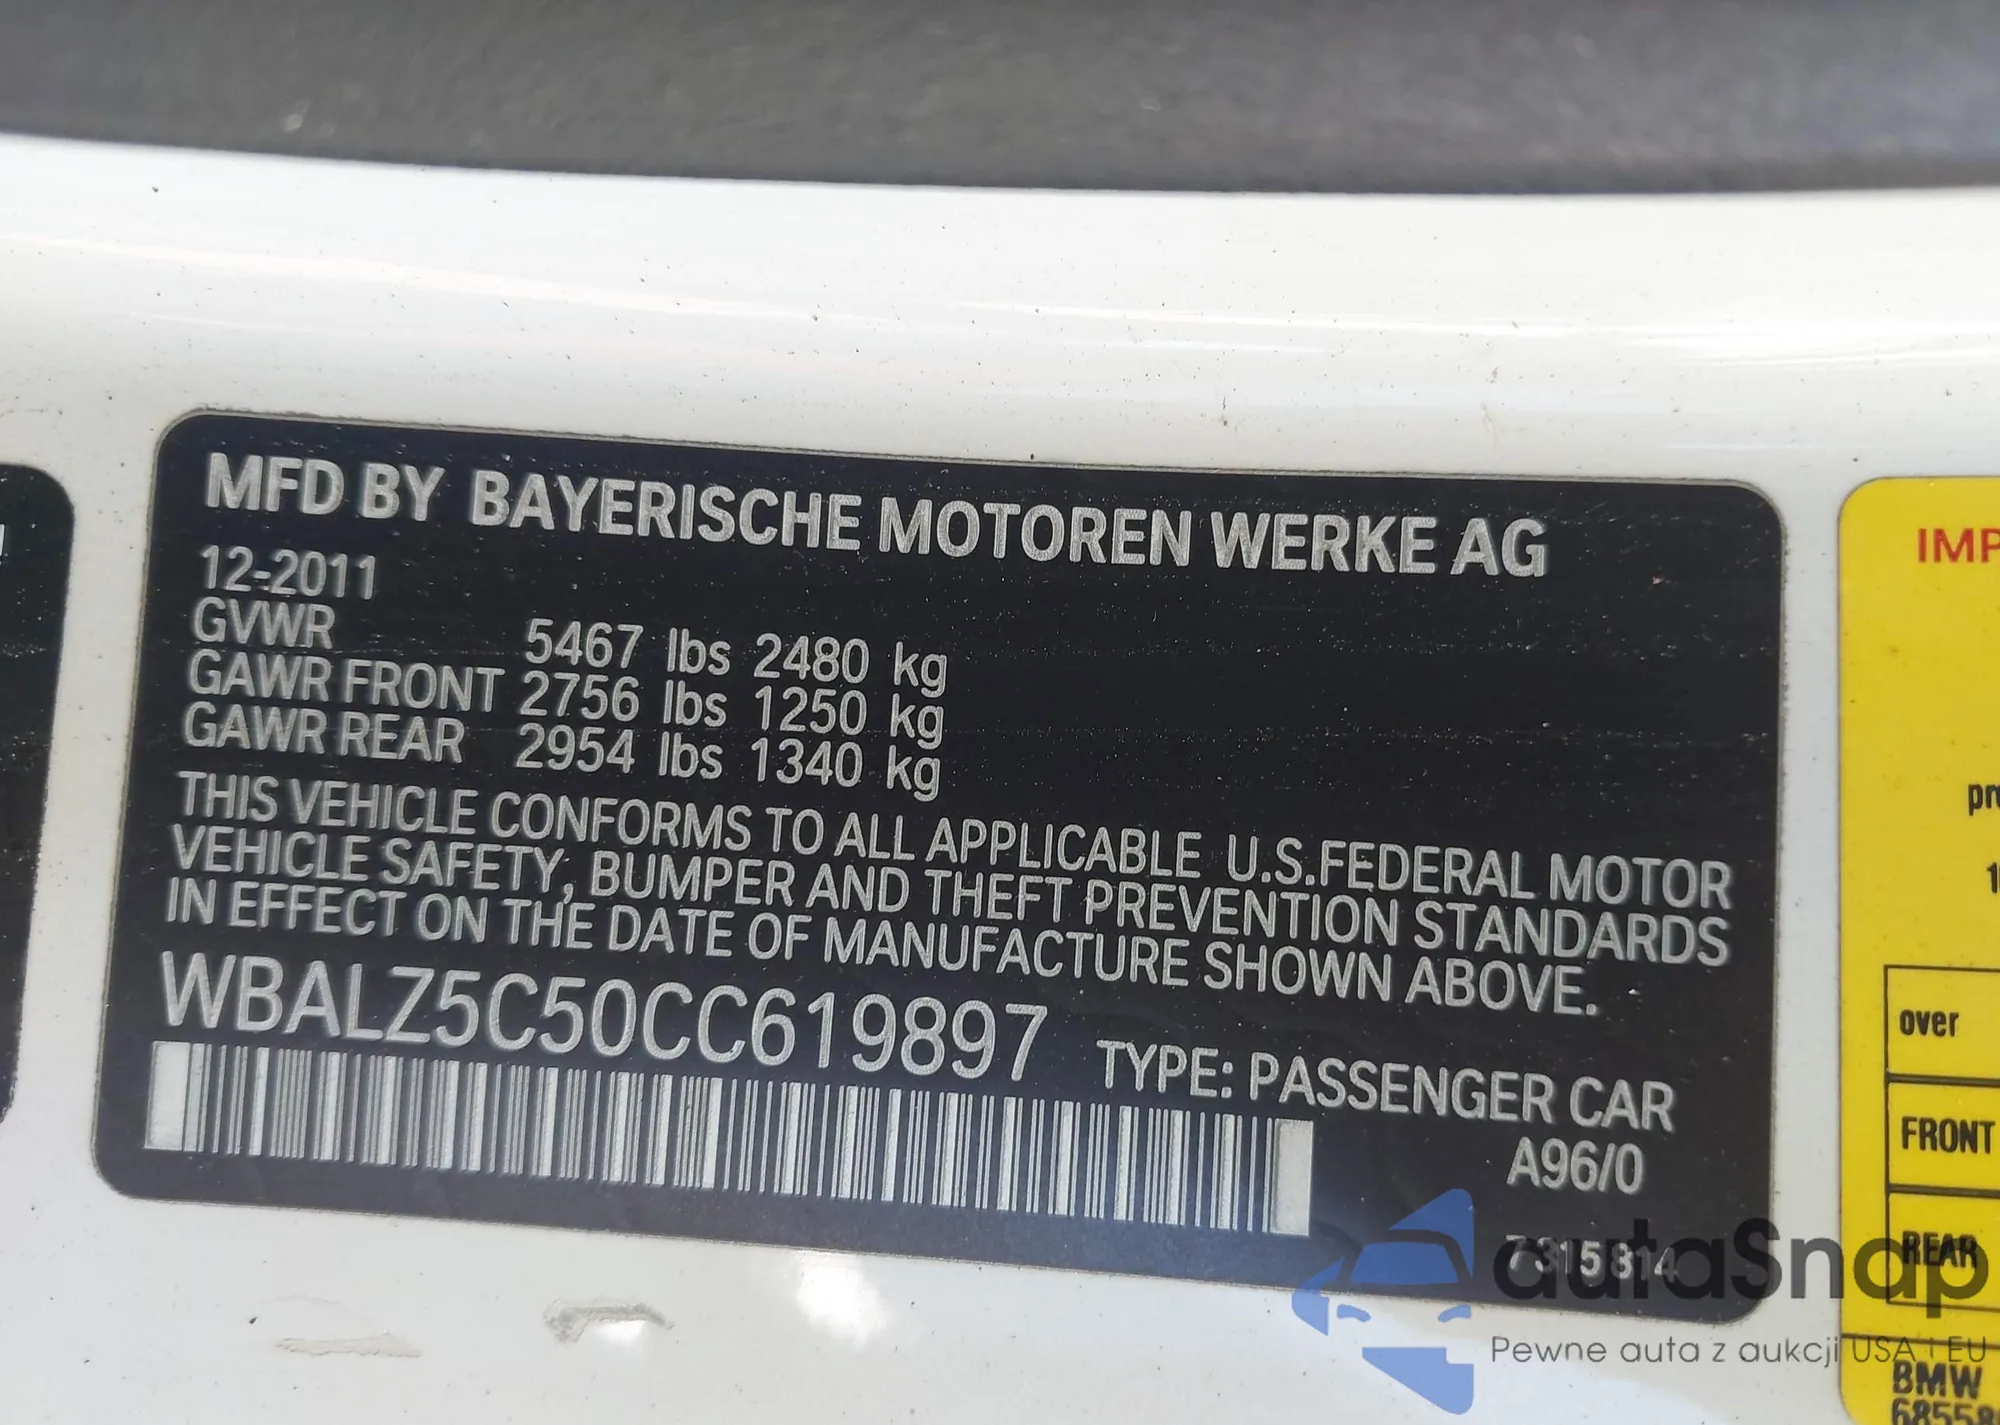 MFD BY BAYERISCHE MOTOREN WERKE AG
12-2011
GVWR 5467 lbs 2480 kg
GAWR FRONT 2756 lbs 1250 kg
GAWR REAR 2954 lbs 1340 kg
THIS VEHICLE CONFORMS TO ALL APPLICABLE U.S.FEDERAL MOTOR
VEHICLE SAFETY, BUMPER AND THEFT PREVENTION STANDARDS
IN EFFECT ON THE DATE OF MANUFACTURE SHOWN ABOVE.
WBALZ5C50CC619897
TYPE: PASSENGER CAR
A96/0
7315814
over
FRONT
REAR
BMW
autaSnap
Pewne auta z aukcji USA i EU